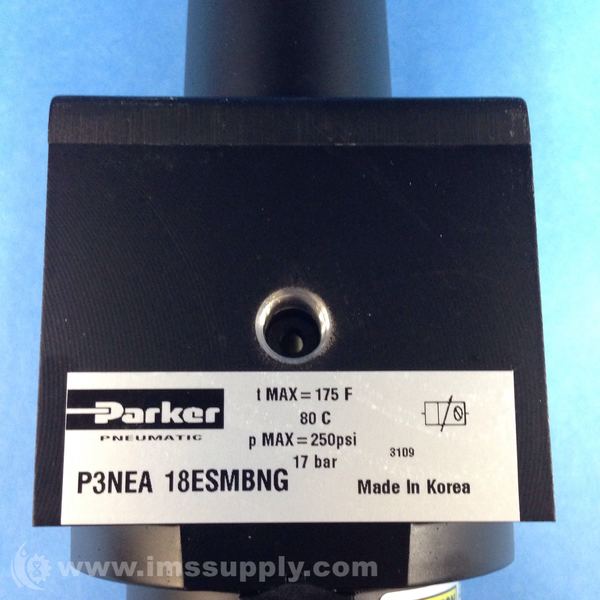 Parker
PNEUMATIC
t MAX = 175 F
80 C
p MAX = 250psi
17 bar
3109
P3NEA 18ESMBNG
Made In Korea
www.imssupply.com